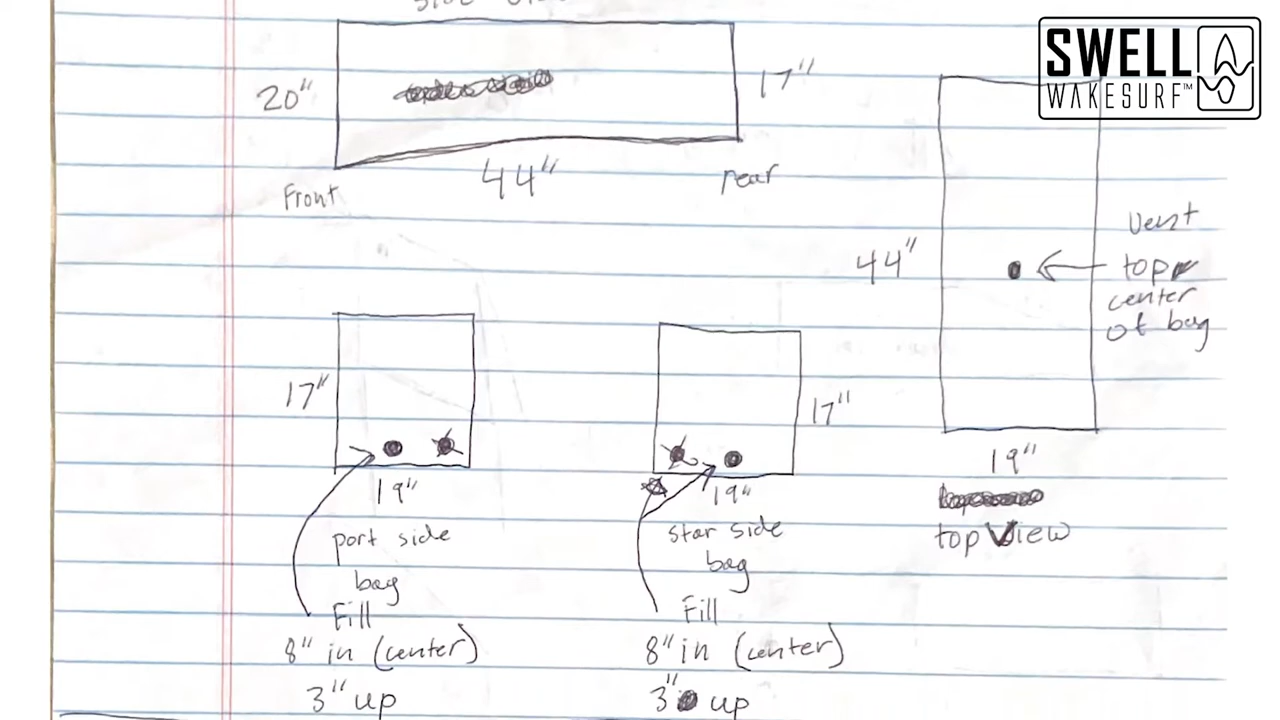 20"
17"
44"
Front
rear
SWELL
WAKESURF™
44"
Vent
top
center
of bag
19"
top View
17"
19"
port side
bag
Fill
8" in (center)
3" up
17"
19"
star side
bag
Fill
8" in (center)
3" up